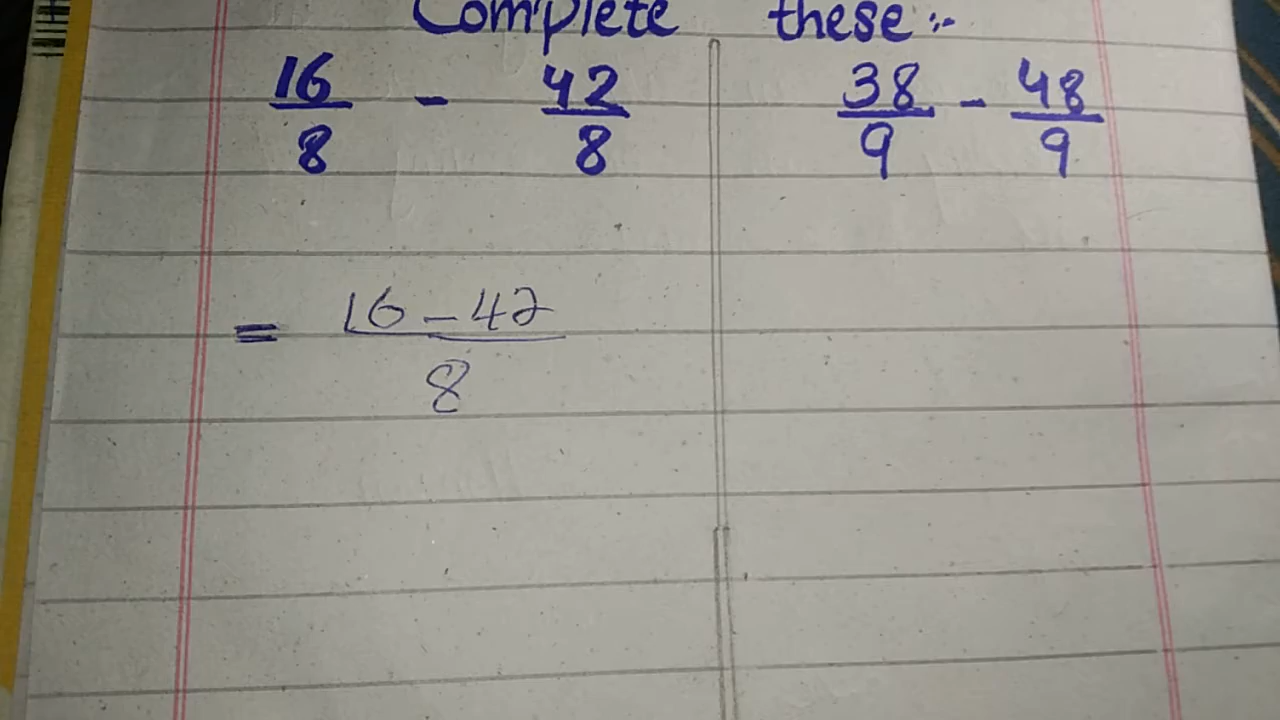 Complete these :-
16/8 - 42/8
38/9 - 48/9
= 16 - 42 / 8